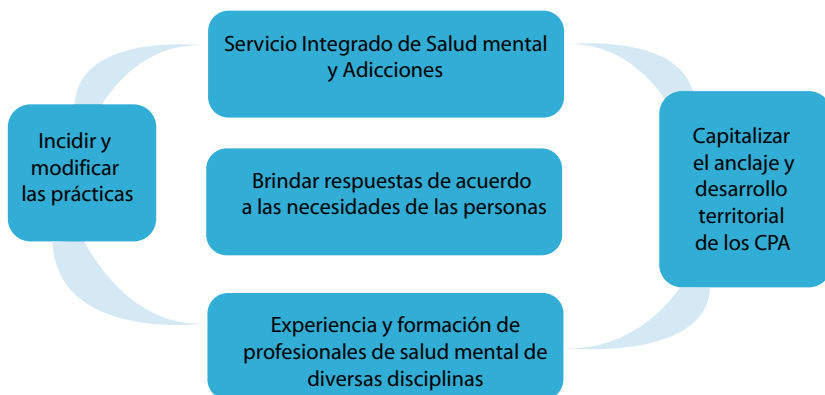 Servicio Integrado de Salud mental
y Adicciones
Incidir y
modificar
las prácticas
Brindar respuestas de acuerdo
a las necesidades de las personas
Capitalizar
el anclaje y
desarrollo
territorial
de los CPA
Experiencia y formación de
profesionales de salud mental de
diversas disciplinas